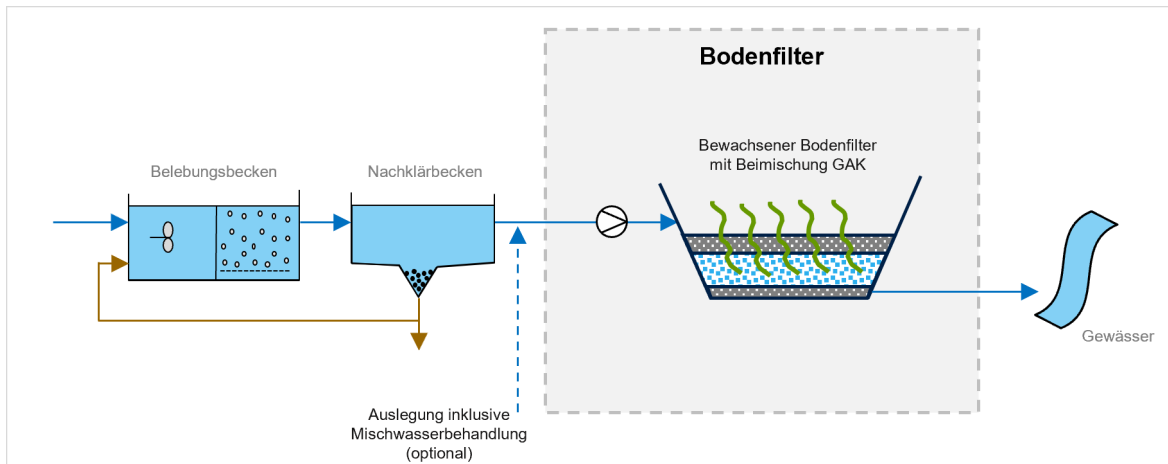 Bodenfilter
Bewachsener Bodenfilter
mit Beimischung GAK
Belebungsbecken
Nachklärbecken
Gewässer
Auslegung inklusive
Mischwasserbehandlung
(optional)